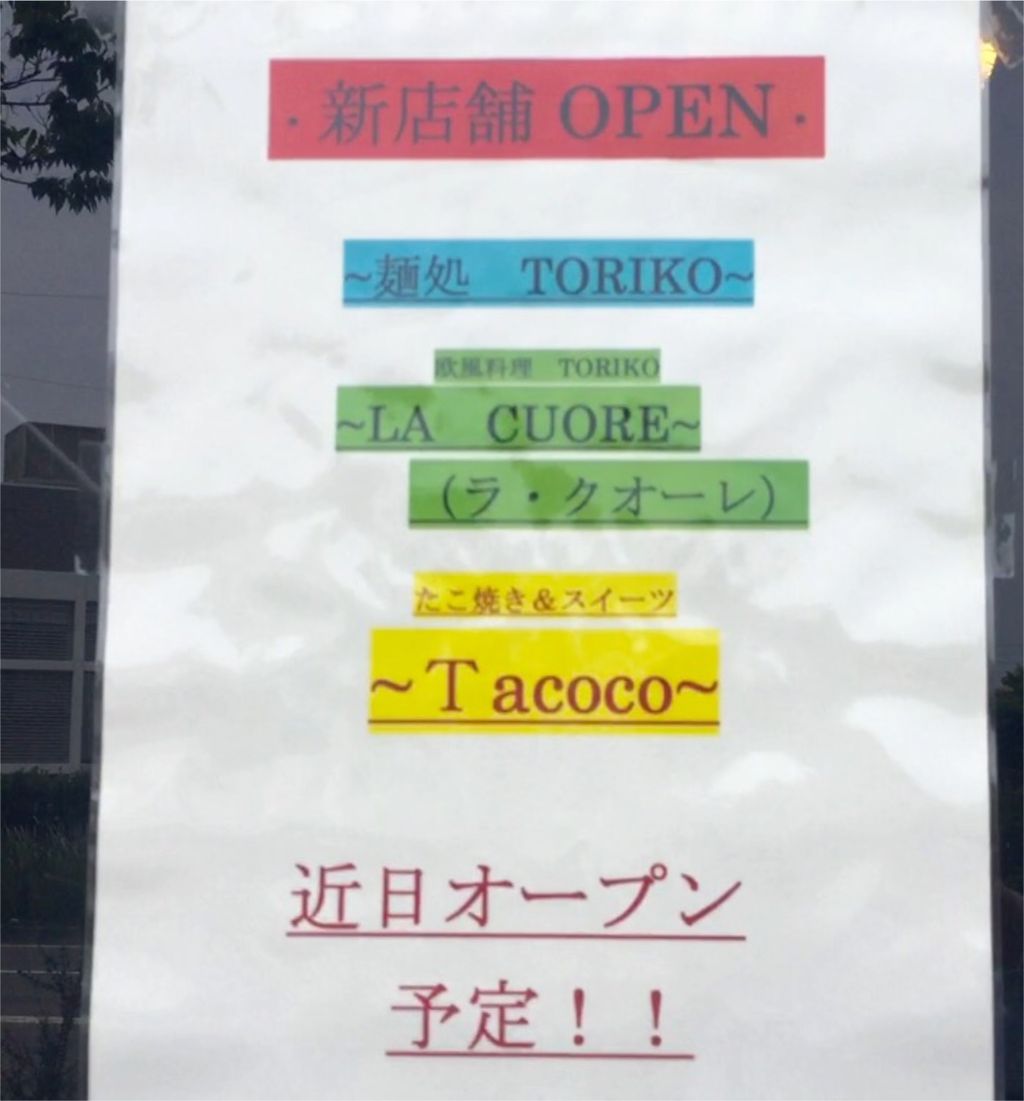 ・新店舗 OPEN・
~麺処　TORIKO~
欧風料理　TORIKO
~LA　CUORE~
（ラ・クオーレ）
たこ焼き＆スイーツ
~Ｔacoco~
近日オープン
予定！！